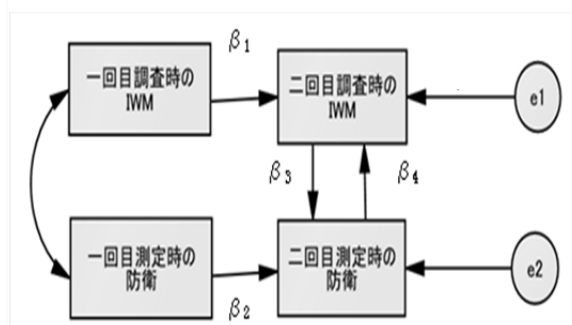 β1
一回目調査時の
IWM
二回目調査時の
IWM
e1
β3
β4
一回目測定時の
防衛
二回目測定時の
防衛
e2
β2